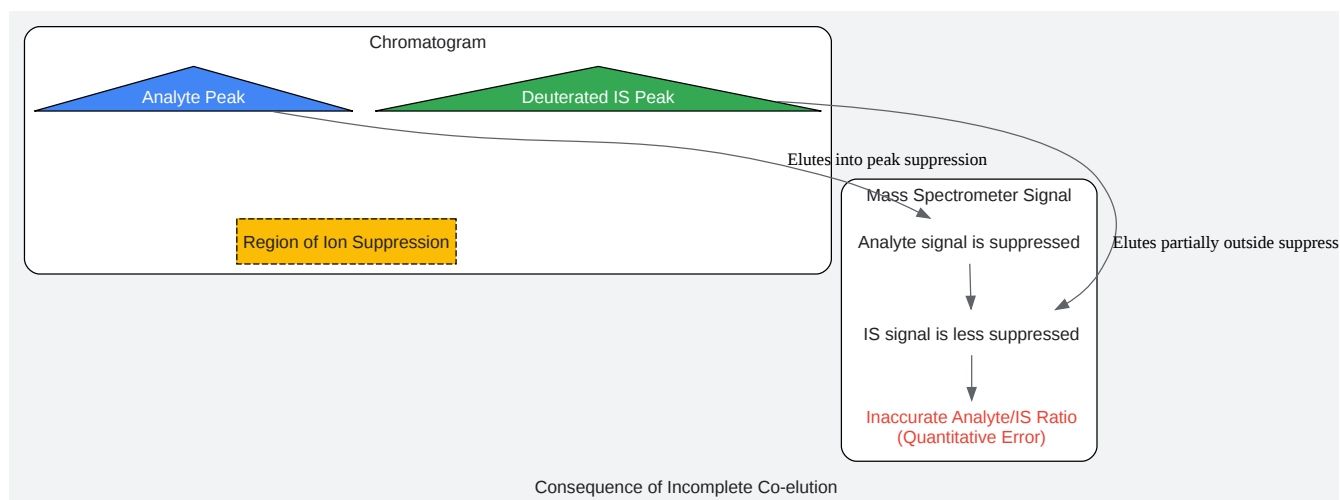 Chromatogram
Analyte Peak
Deuterated IS Peak
Elutes into peak suppression
Mass Spectrometer Signal
Region of Ion Suppression
Analyte signal is suppressed
Elutes partially outside suppress
IS signal is less suppressed
Inaccurate Analyte/IS Ratio
(Quantitative Error)
Consequence of Incomplete Co-elution